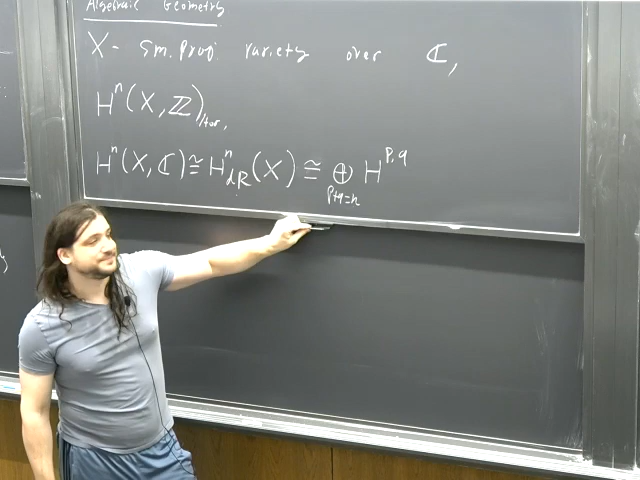 Algebraic Geometry
X - Sm. Proj variety over ℂ,
Hⁿ(X, ℤ)/tor,
Hⁿ(X, ℂ) ≅ Hⁿ_dR(X) ≅ ⊕_{p+q=n} H^{p,q}